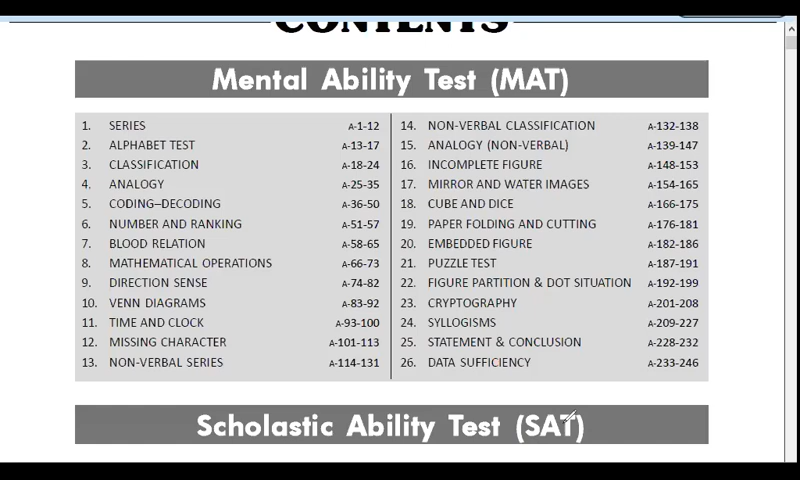 CONTENTS
Mental Ability Test (MAT)
1. SERIES A-1-12
2. ALPHABET TEST A-13-17
3. CLASSIFICATION A-18-24
4. ANALOGY A-25-35
5. CODING–DECODING A-36-50
6. NUMBER AND RANKING A-51-57
7. BLOOD RELATION A-58-65
8. MATHEMATICAL OPERATIONS A-66-73
9. DIRECTION SENSE A-74-82
10. VENN DIAGRAMS A-83-92
11. TIME AND CLOCK A-93-100
12. MISSING CHARACTER A-101-113
13. NON-VERBAL SERIES A-114-131
14. NON-VERBAL CLASSIFICATION A-132-138
15. ANALOGY (NON-VERBAL) A-139-147
16. INCOMPLETE FIGURE A-148-153
17. MIRROR AND WATER IMAGES A-154-165
18. CUBE AND DICE A-166-175
19. PAPER FOLDING AND CUTTING A-176-181
20. EMBEDDED FIGURE A-182-186
21. PUZZLE TEST A-187-191
22. FIGURE PARTITION & DOT SITUATION A-192-199
23. CRYPTOGRAPHY A-201-208
24. SYLLOGISMS A-209-227
25. STATEMENT & CONCLUSION A-228-232
26. DATA SUFICIENCY A-233-246
Scholastic Ability Test (SAT)